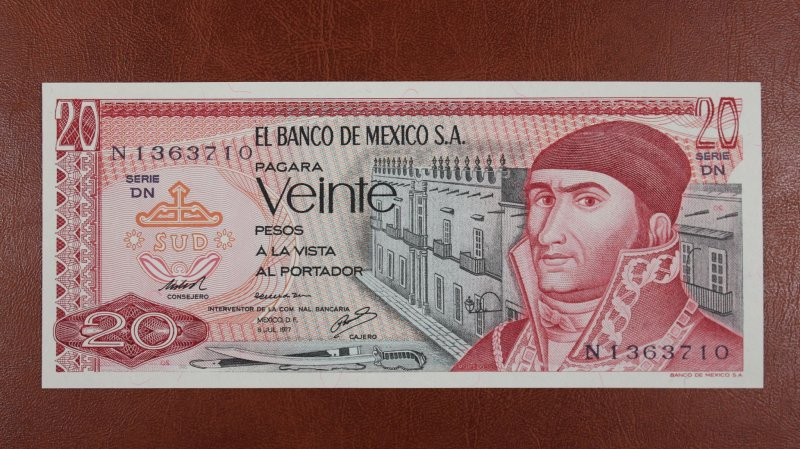 20
20
EL BANCO DE MEXICO S.A.
N1363710
PAGARA
SERIE
DN
SERIE
DN
Veinte
PESOS
SUD
A LA VISTA
AL PORTADOR
CONSEJERO
INTERVENTOR DE LA COM. NAL. BANCARIA
MEXICO, D. F.
8 JUL. 1977
CAJERO
20
N1363710
BANCO DE MEXICO S.A.